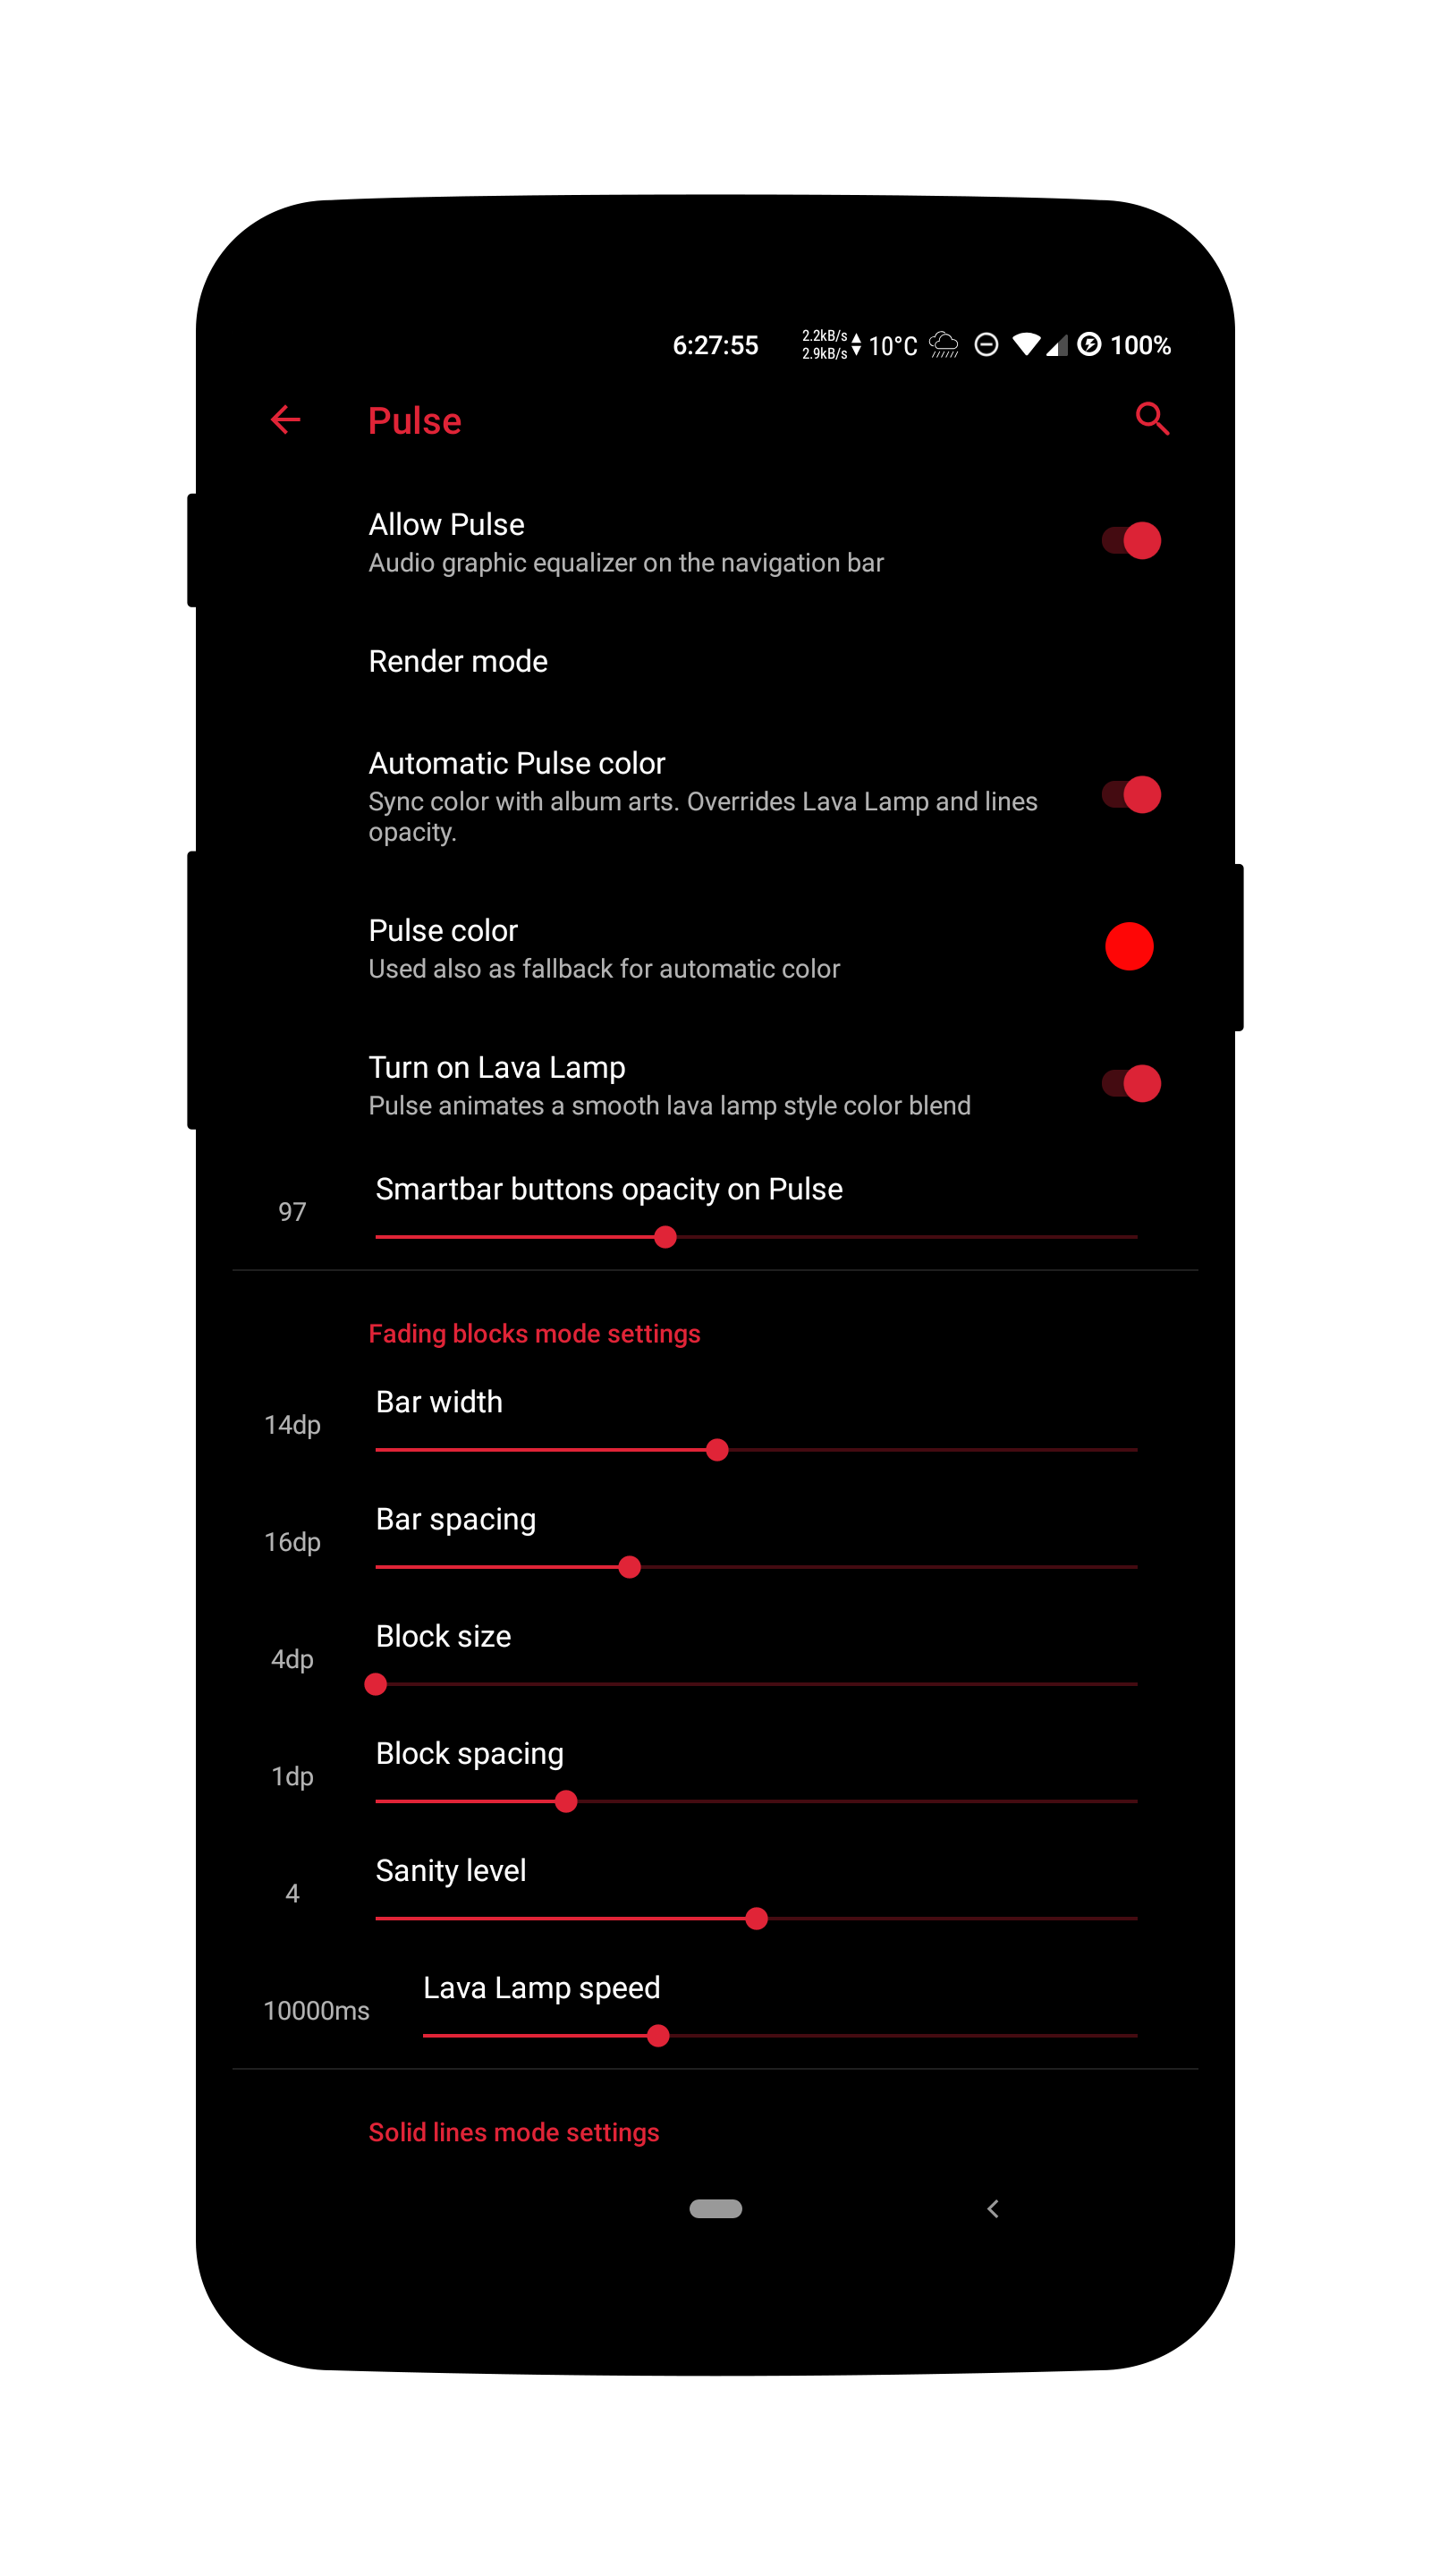 6:27:55 2.2kB/s 2.9kB/s 10°C 100%
Pulse
Allow Pulse
Audio graphic equalizer on the navigation bar
Render mode
Automatic Pulse color
Sync color with album arts. Overrides Lava Lamp and lines
opacity.
Pulse color
Used also as fallback for automatic color
Turn on Lava Lamp
Pulse animates a smooth lava lamp style color blend
Smartbar buttons opacity on Pulse
97
Fading blocks mode settings
Bar width
14dp
Bar spacing
16dp
Block size
4dp
Block spacing
1dp
Sanity level
4
Lava Lamp speed
10000ms
Solid lines mode settings